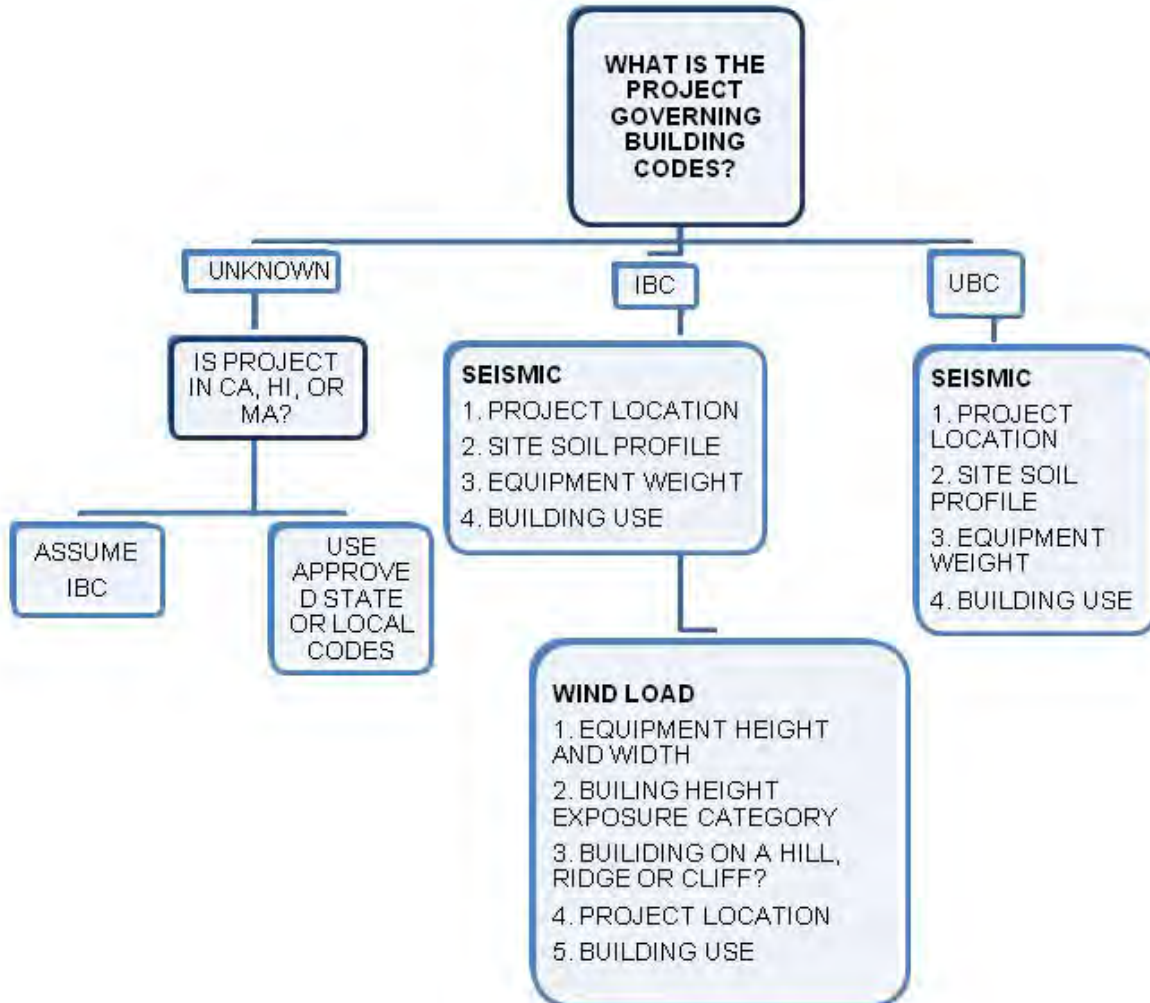 WHAT IS THE
PROJECT
GOVERNING
BUILDING
CODES?
UNKNOWN
IBC
UBC
IS PROJECT
IN CA, HI, OR
MA?
ASSUME
IBC
USE
APPROVE
D STATE
OR LOCAL
CODES
SEISMIC
1. PROJECT LOCATION
2. SITE SOIL PROFILE
3. EQUIPMENT WEIGHT
4. BUILDING USE
WIND LOAD
1. EQUIPMENT HEIGHT
AND WIDTH
2. BUILING HEIGHT
EXPOSURE CATEGORY
3. BUILIDING ON A HILL,
RIDGE OR CLIFF?
4. PROJECT LOCATION
5. BUILDING USE
SEISMIC
1. PROJECT
LOCATION
2. SITE SOIL
PROFILE
3. EQUIPMENT
WEIGHT
4. BUILDING USE